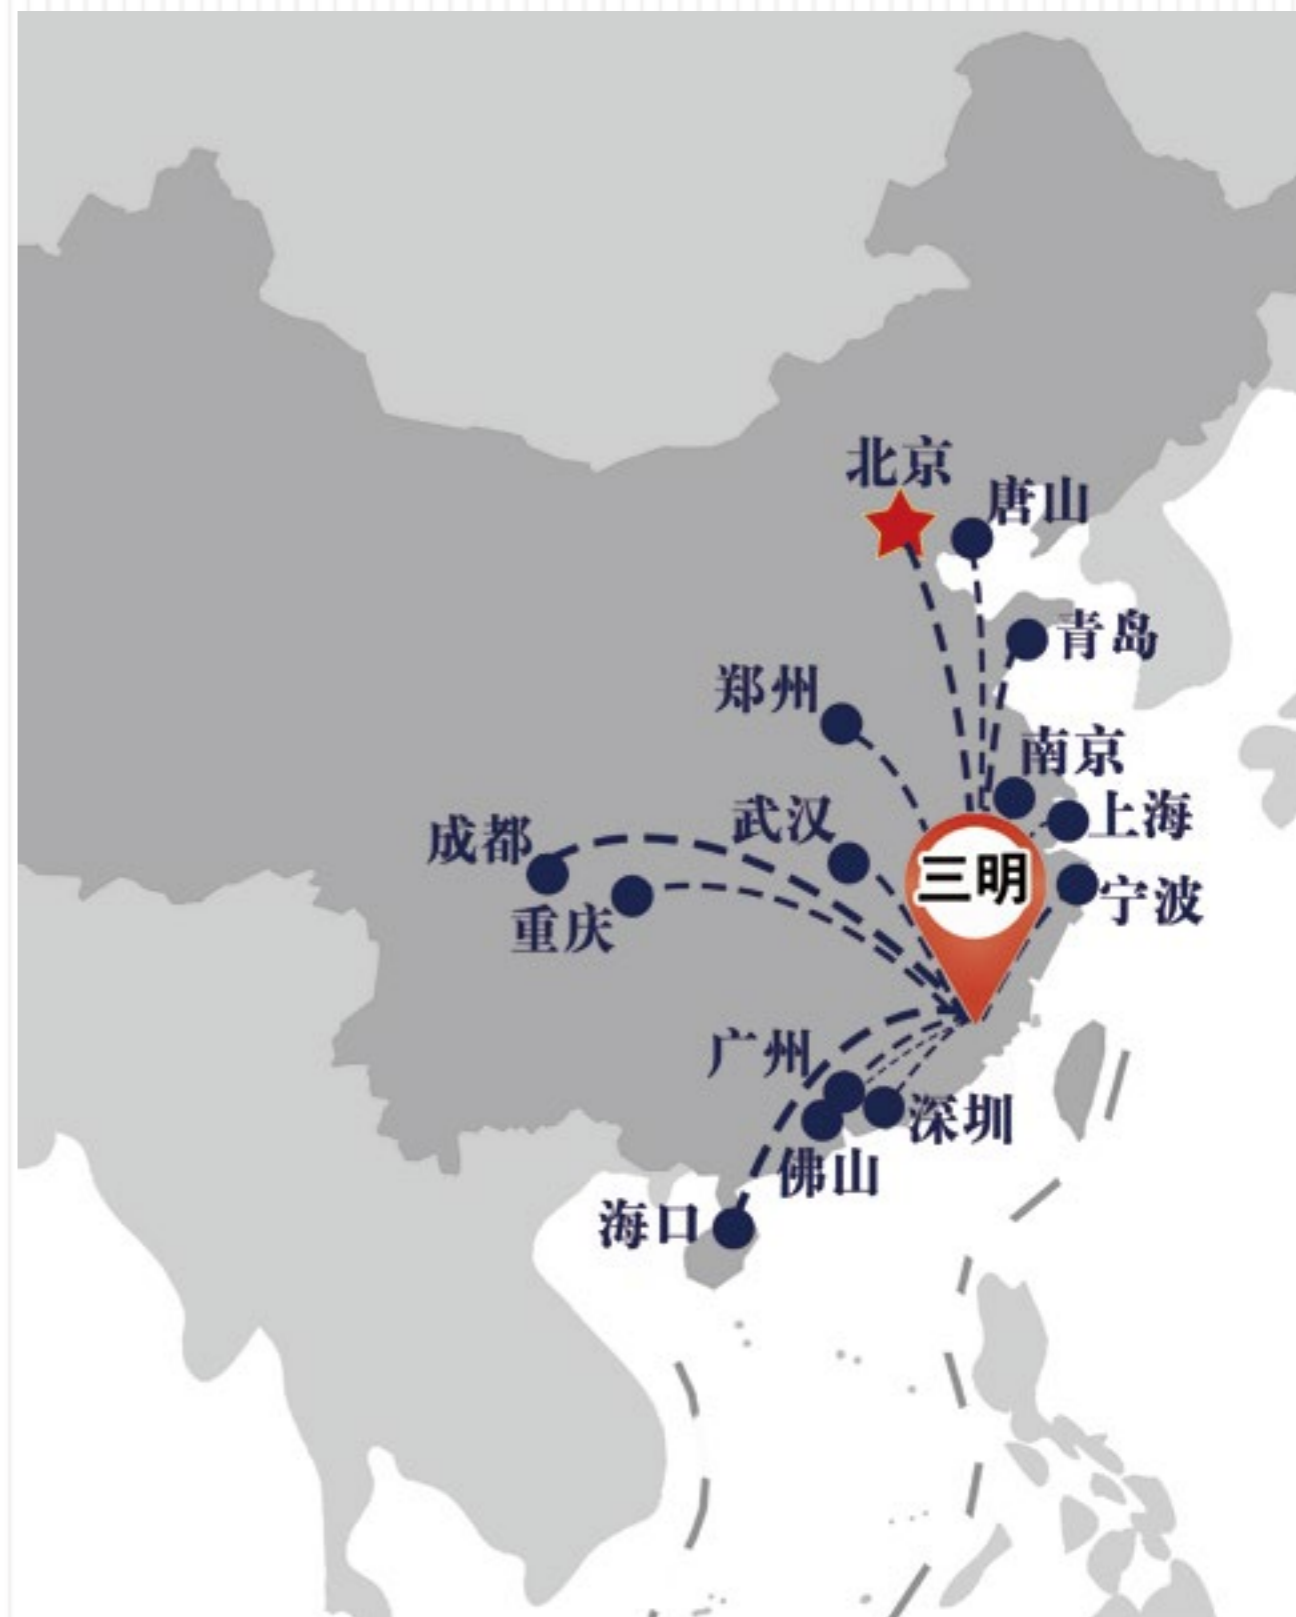 北京
唐山
青岛
郑州
南京
上海
武汉
成都
三明
宁波
重庆
广州
深圳
佛山
海口